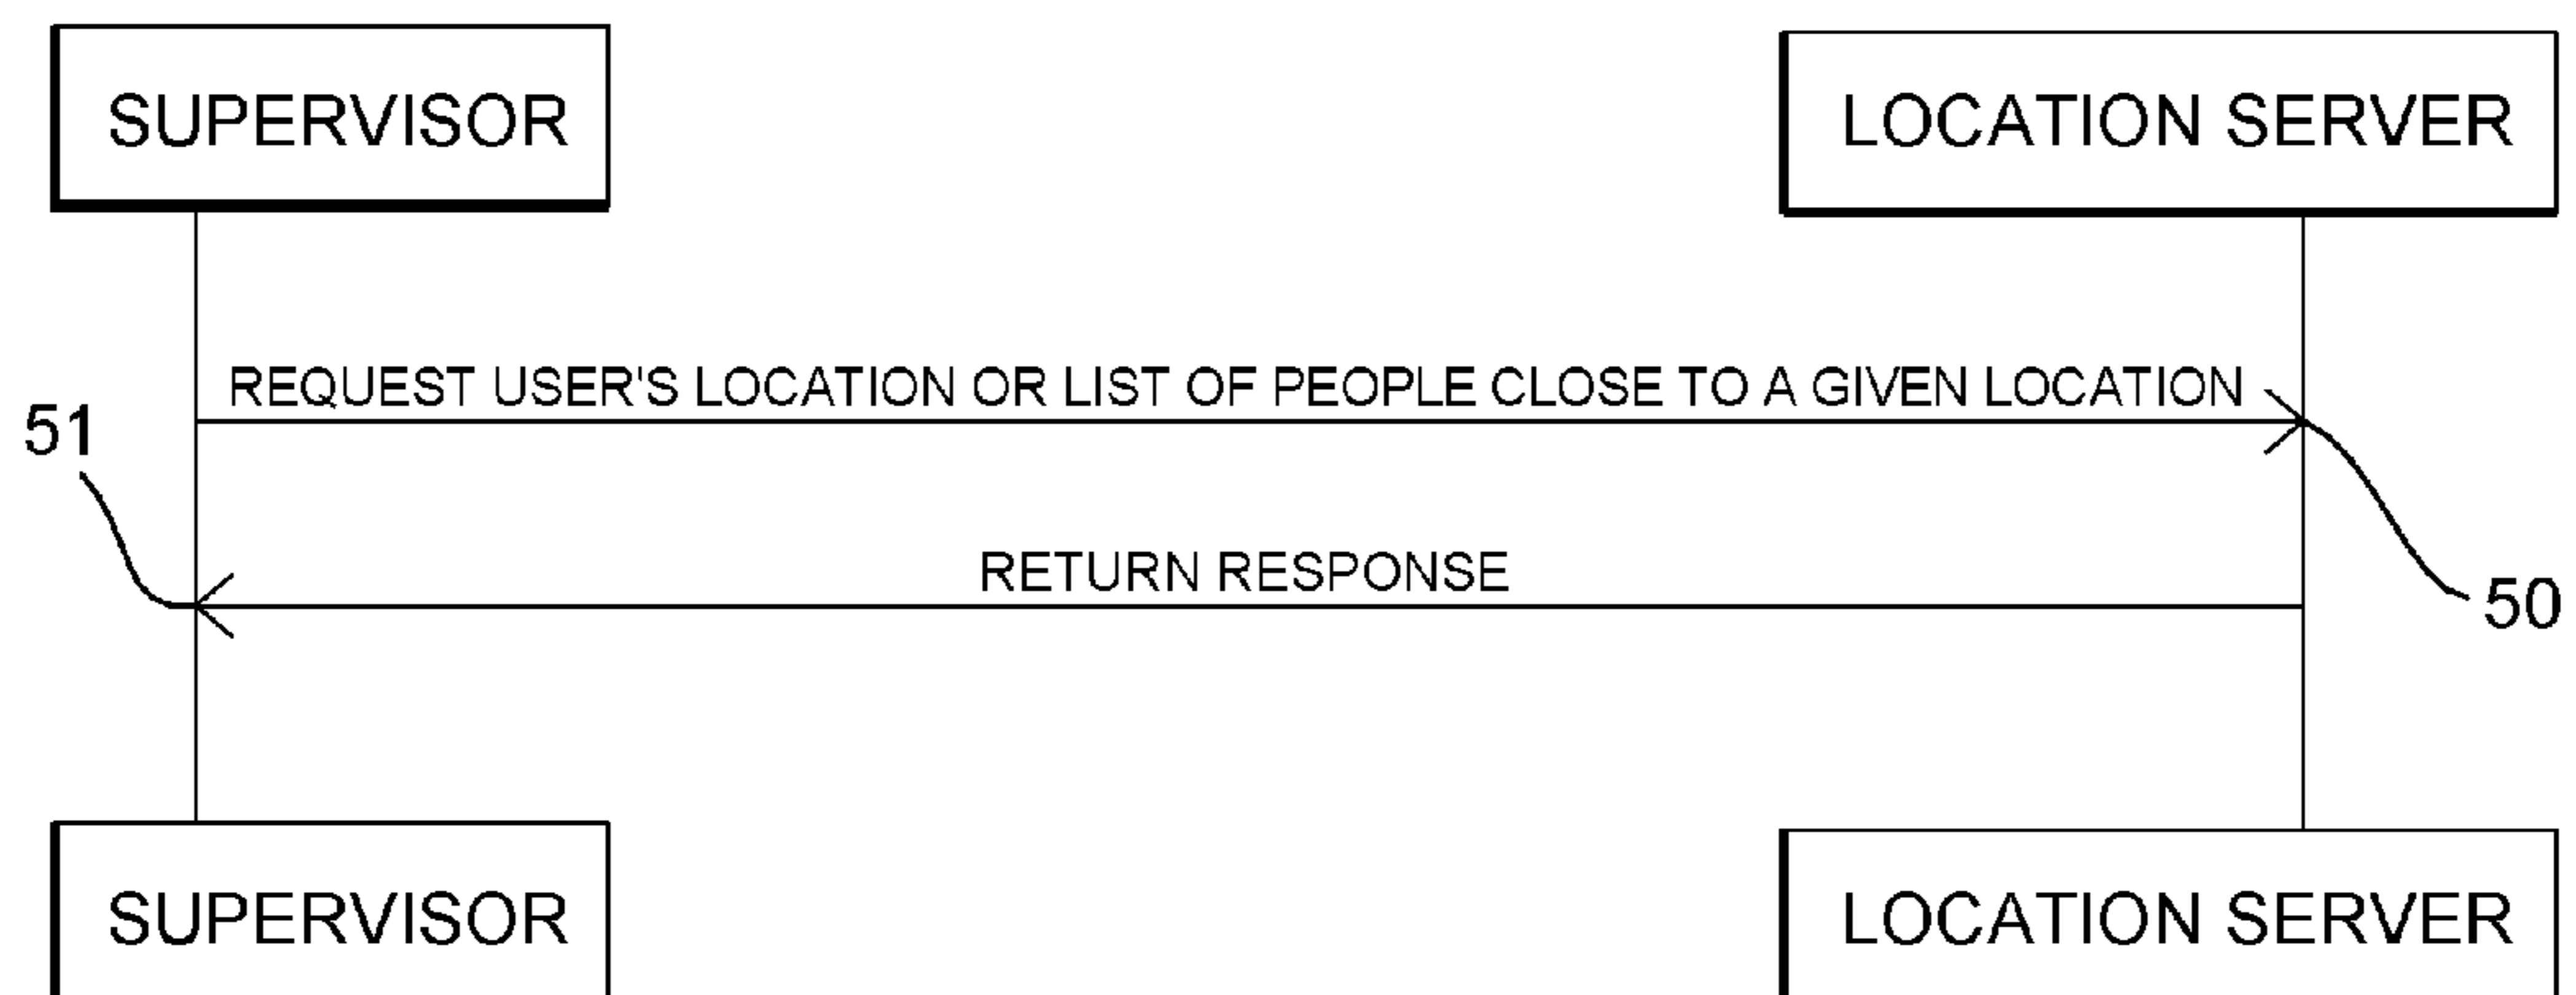 SUPERVISOR
LOCATION SERVER
REQUEST USER'S LOCATION OR LIST OF PEOPLE CLOSE TO A GIVEN LOCATION
51
RETURN RESPONSE
50
SUPERVISOR
LOCATION SERVER